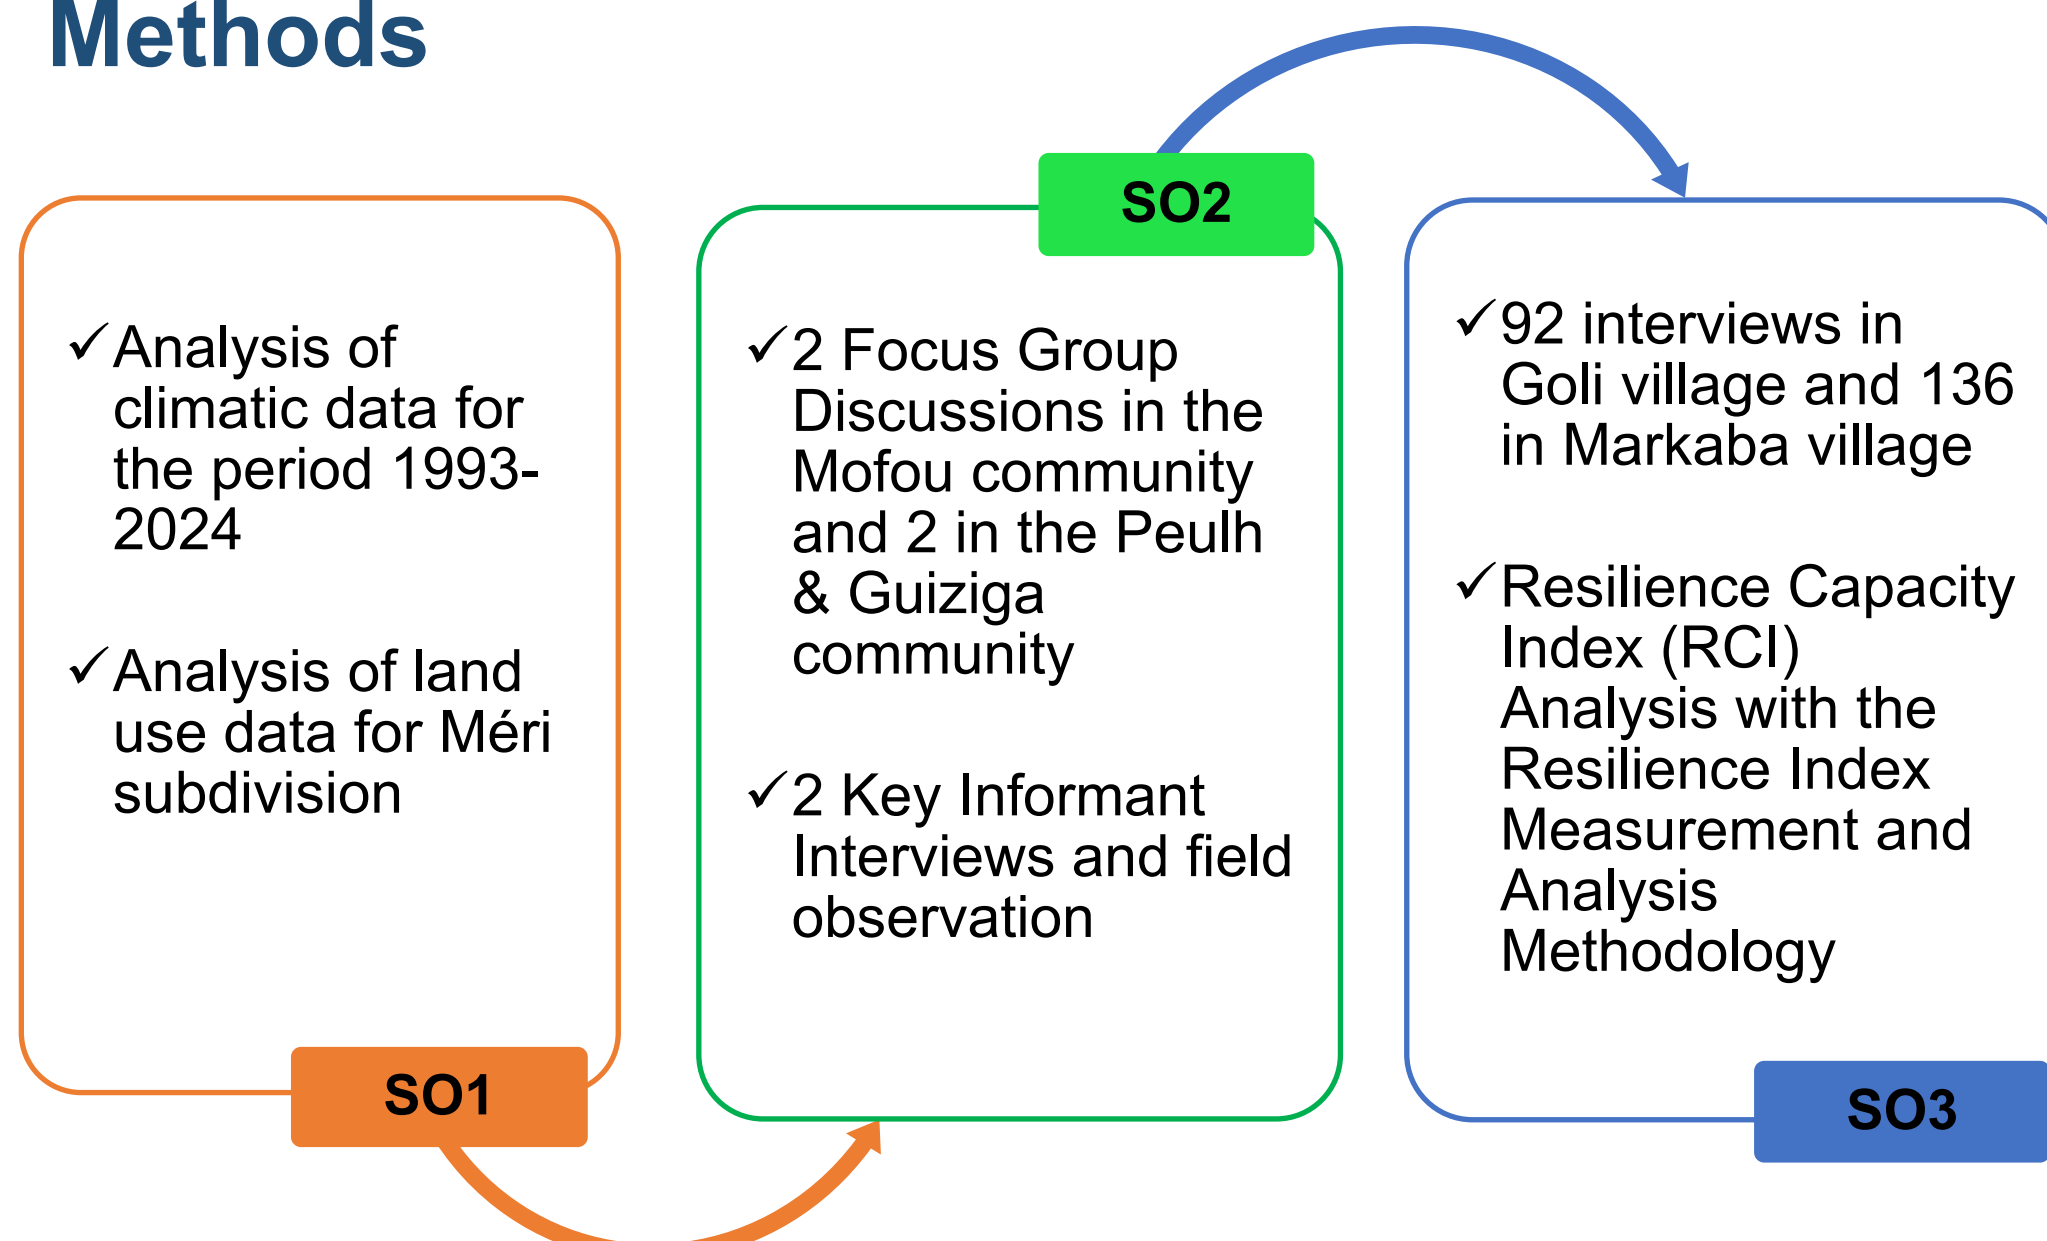 Methods
✓Analysis of
climatic data for
the period 1993-
2024
✓Analysis of land
use data for Méri
subdivision
SO1
SO2
✓2 Focus Group
Discussions in the
Mofou community
and 2 in the Peulh
& Guiziga
community
✓2 Key Informant
Interviews and field
observation
✓92 interviews in
Goli village and 136
in Markaba village
✓Resilience Capacity
Index (RCI)
Analysis with the
Resilience Index
Measurement and
Analysis
Methodology
SO3